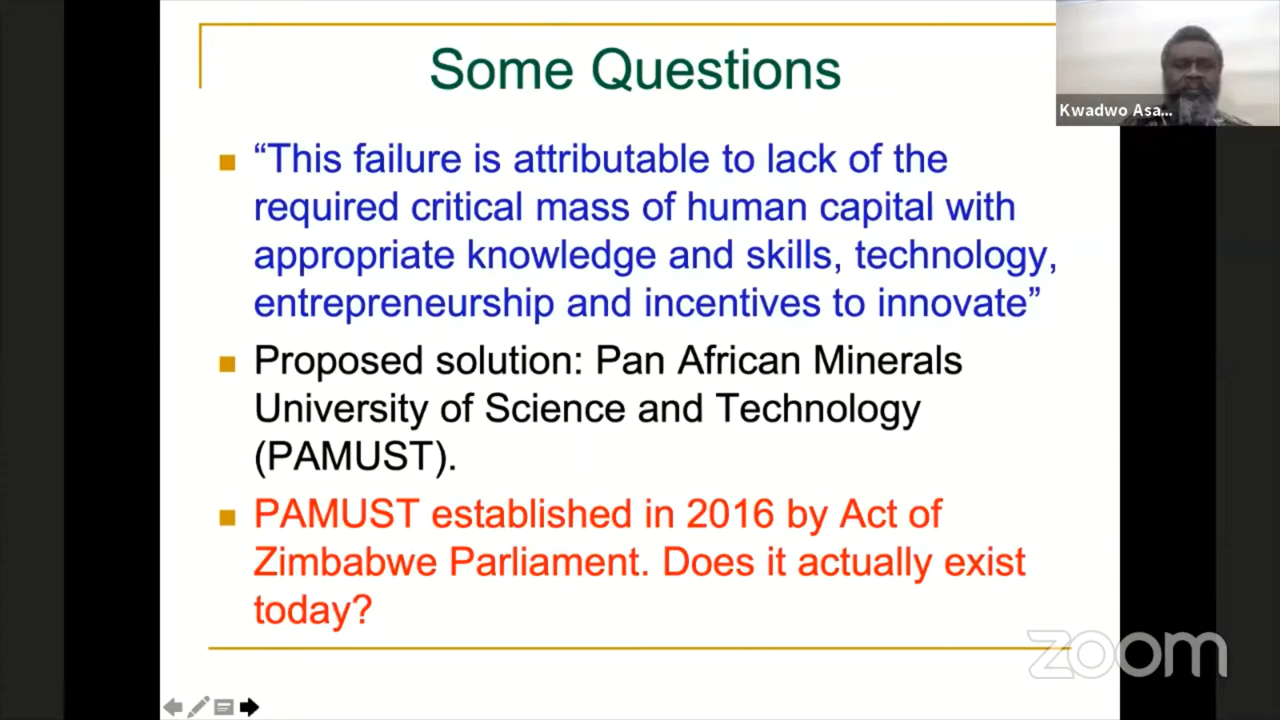 Some Questions
Kwadwo Asa...
“This failure is attributable to lack of the
required critical mass of human capital with
appropriate knowledge and skills, technology,
entrepreneurship and incentives to innovate”
Proposed solution: Pan African Minerals
University of Science and Technology
(PAMUST).
PAMUST established in 2016 by Act of
Zimbabwe Parliament. Does it actually exist
today?
zoom